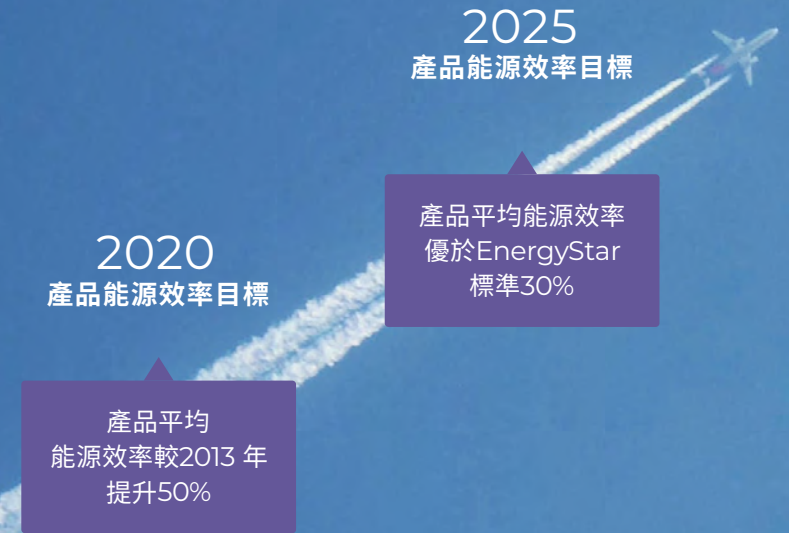 2025
產品能源效率目標
產品平均能源效率
優於EnergyStar
標準30%
2020
產品能源效率目標
產品平均
能源效率較2013 年
提升50%